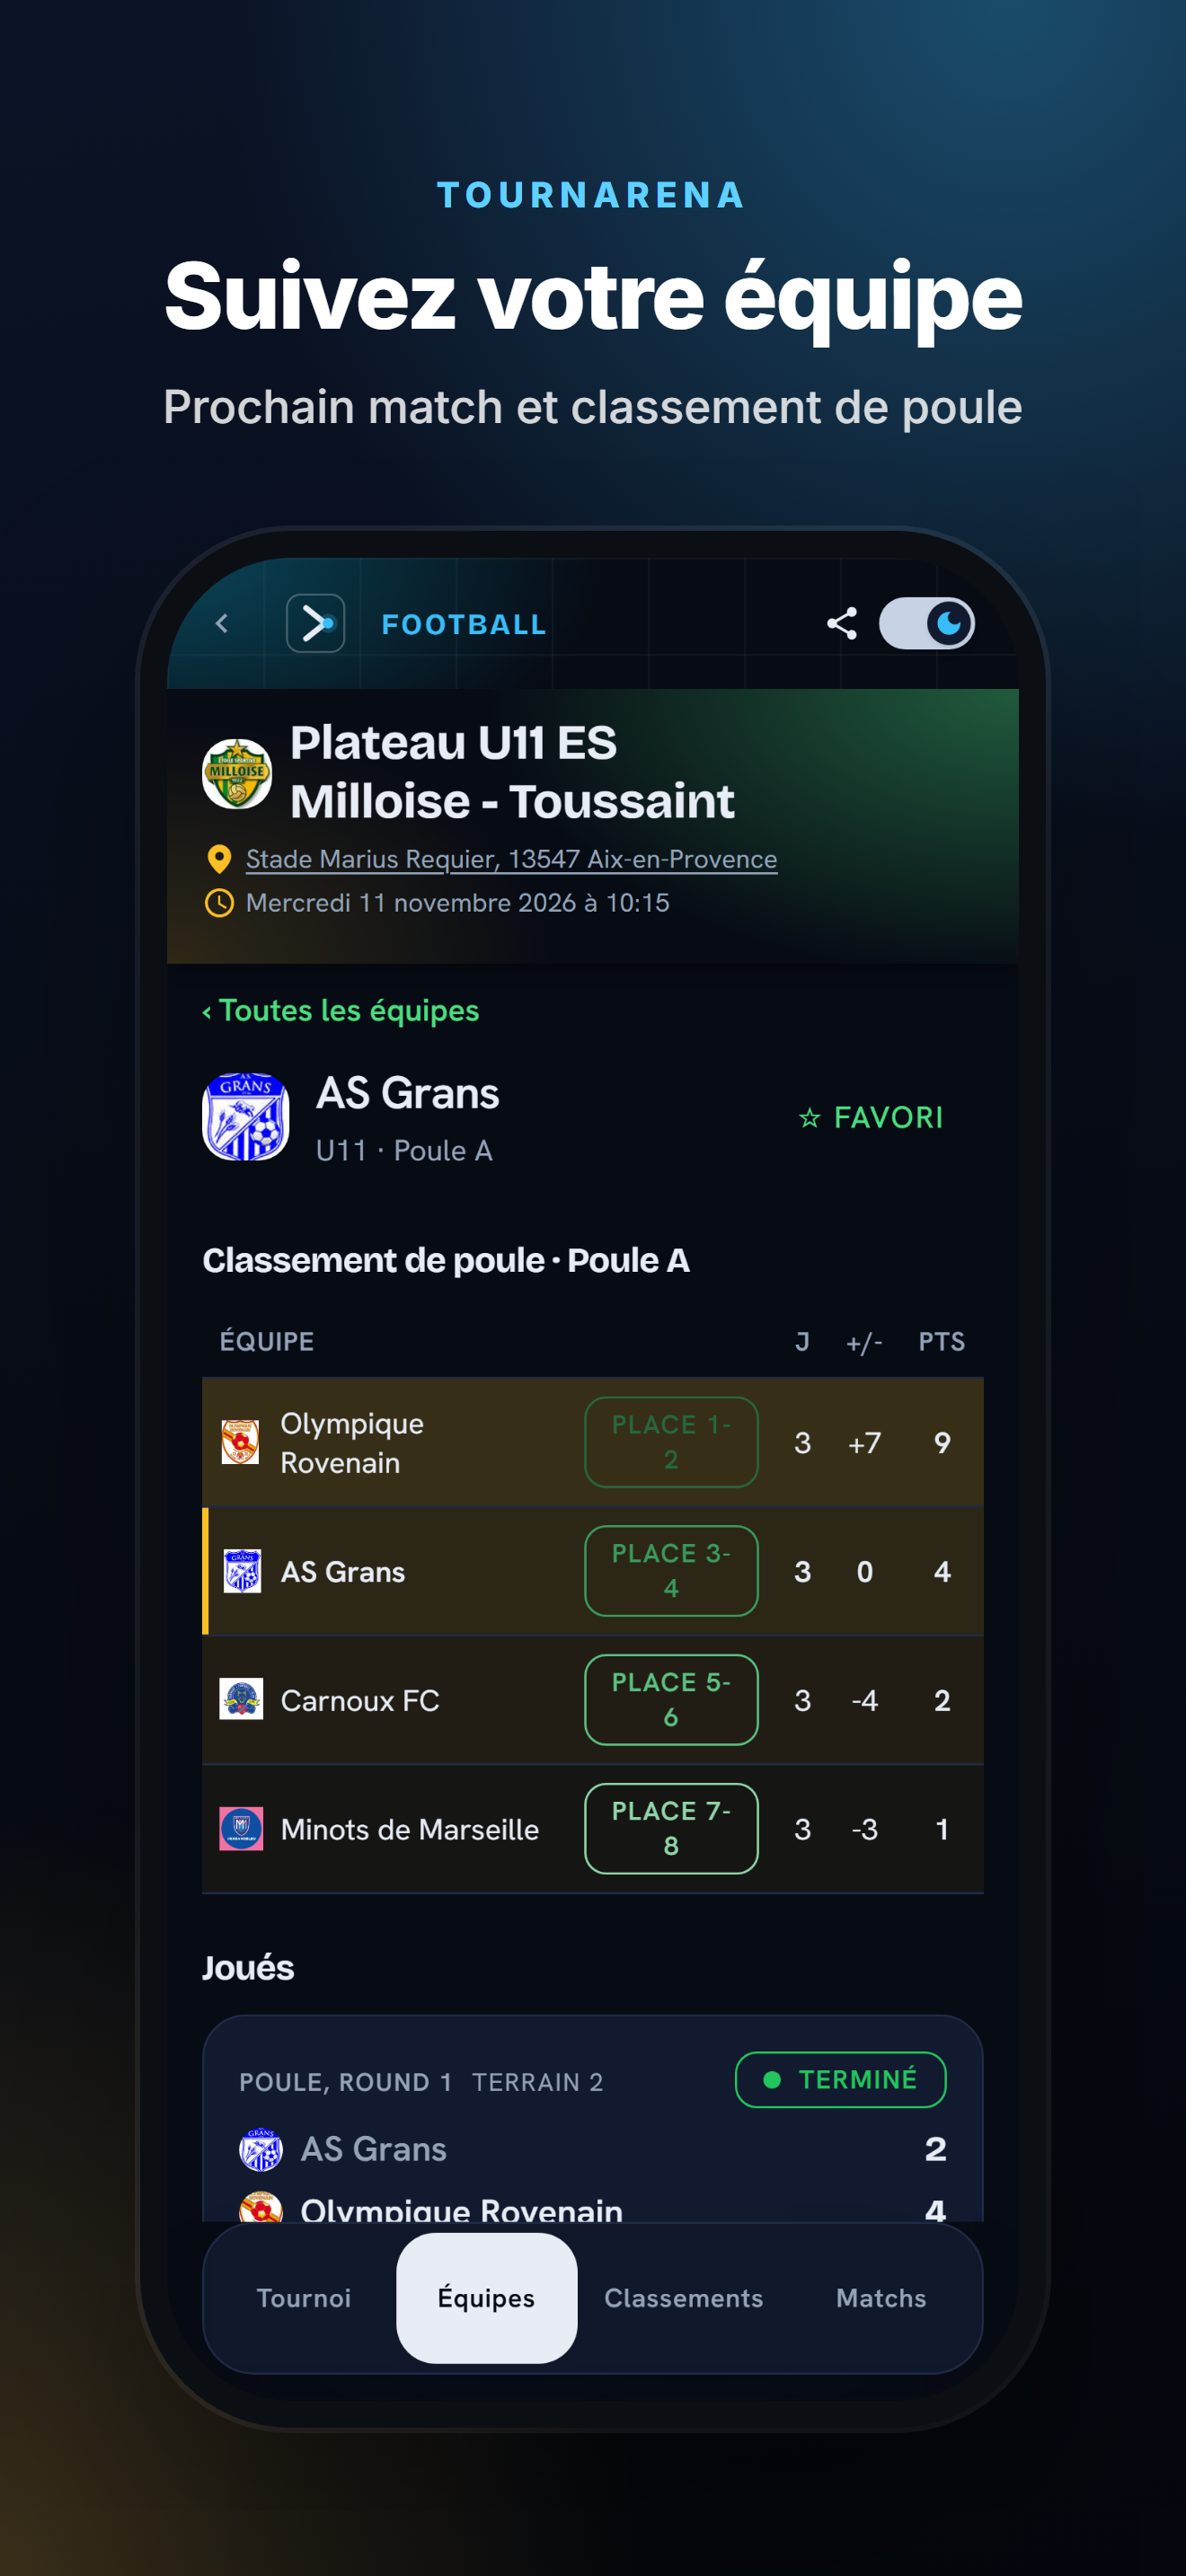 TOURNARENA
Suivez votre équipe
Prochain match et classement de poule
FOOTBALL
MILLOISE
Plateau U11 ES
Milloise - Toussaint
Stade Marius Requier, 13547 Aix-en-Provence
Mercredi 11 novembre 2026 à 10:15
‹ Toutes les équipes
GRANS
AS Grans
U11 · Poule A
☆ FAVORI
Classement de poule · Poule A
ÉQUIPE J +/- PTS
Olympique
Rovenain
PLACE 1-
2
3 +7 9
AS Grans
PLACE 3-
4
3 0 4
Carnoux FC
PLACE 5-
6
3 -4 2
Minots de Marseille
PLACE 7-
8
3 -3 1
Joués
POULE, ROUND 1 TERRAIN 2
TERMINÉ
AS Grans 2
Olympique Rovenain 4
Tournoi Équipes Classements Matchs